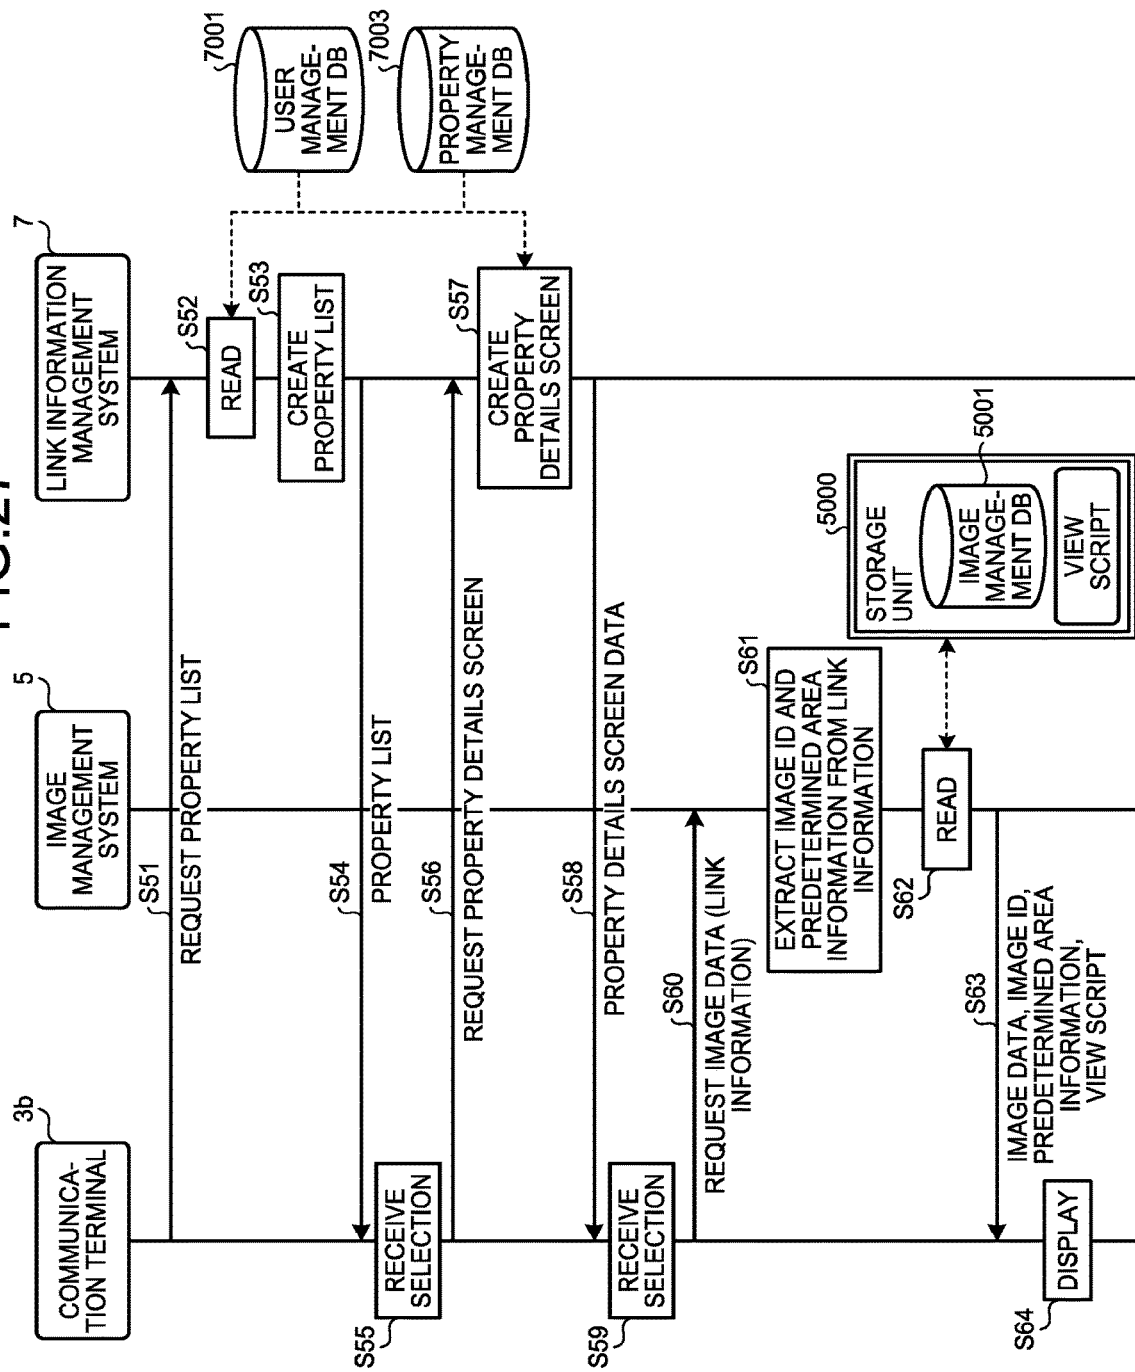 FIG.27
3b
COMMUNICA-
TION TERMINAL
5
IMAGE
MANAGEMENT
SYSTEM
7
LINK INFORMATION
MANAGEMENT
SYSTEM
7001
USER
MANAGE-
MENT DB
7003
PROPERTY
MANAGE-
MENT DB
S51
REQUEST PROPERTY LIST
S52
READ
S53
CREATE
PROPERTY LIST
S54
PROPERTY LIST
S55
RECEIVE
SELECTION
S56
REQUEST PROPERTY DETAILS SCREEN
S57
CREATE
PROPERTY
DETAILS SCREEN
S58
PROPERTY DETAILS SCREEN DATA
S59
RECEIVE
SELECTION
S60
REQUEST IMAGE DATA (LINK
INFORMATION)
S61
EXTRACT IMAGE ID AND
PREDETERMINED AREA
INFORMATION FROM LINK
INFORMATION
5000
STORAGE
UNIT
5001
IMAGE
MANAGE-
MENT DB
VIEW
SCRIPT
S62
READ
S63
IMAGE DATA, IMAGE ID,
PREDETERMINED AREA
INFORMATION,
VIEW SCRIPT
S64
DISPLAY